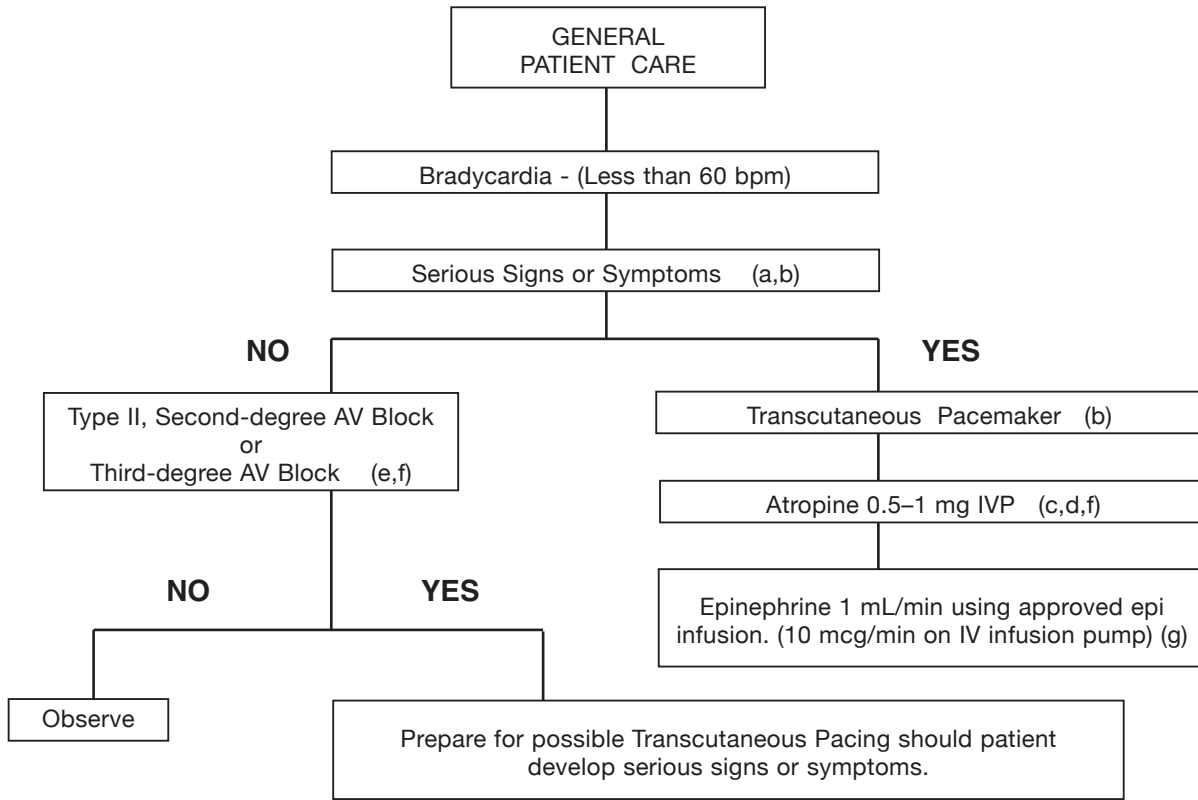 GENERAL
PATIENT CARE
Bradycardia - (Less than 60 bpm)
Serious Signs or Symptoms (a,b)
NO
YES
Type II, Second-degree AV Block
or
Third-degree AV Block (e,f)
Transcutaneous Pacemaker (b)
Atropine 0.5–1 mg IVP (c,d,f)
Epinephrine 1 mL/min using approved epi
infusion. (10 mcg/min on IV infusion pump) (g)
NO
YES
Observe
Prepare for possible Transcutaneous Pacing should patient
develop serious signs or symptoms.